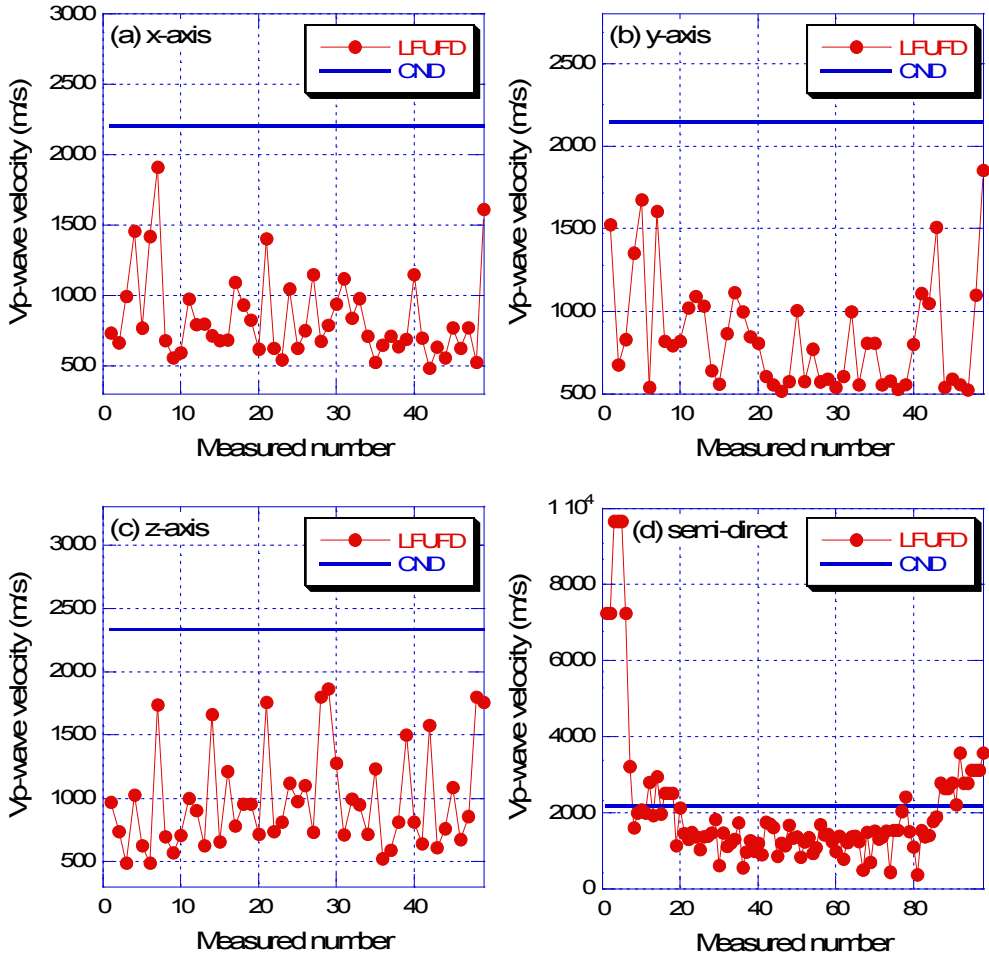 (a) x-axis
LFUFD
CND
Vp-wave velocity (m/s)
3000
2500
2000
1500
1000
500
0 10 20 30 40
Measured number
(b) y-axis
LFUFD
CND
Vp-wave velocity (m/s)
2500
2000
1500
1000
500
0 10 20 30 40
Measured number
(c) z-axis
LFUFD
CND
Vp-wave velocity (m/s)
3000
2500
2000
1500
1000
500
0 10 20 30 40
Measured number
(d) semi-direct
LFUFD
CND
Vp-wave velocity (m/s)
1 10⁴
8000
6000
4000
2000
0
0 20 40 60 80
Measured number